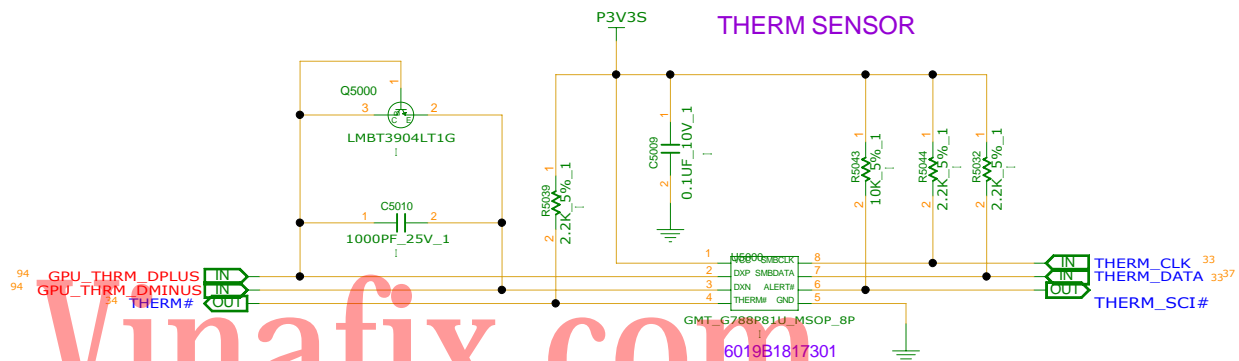 P3V3S
THERM SENSOR
Q5000
1
3
2
C E
LMBT3904LT1G
C5010
1
2
1000PF_25V_1
1
R5039
2.2K_5%_1
2
1
C5009
0.1UF_10V_1
2
1
R5043
10K_5%_1
2
1
R5044
2.2K_5%_1
2
1
R5032
2.2K_5%_1
2
94 GPU_THRM_DPLUS IN
94 GPU_THRM_DMINUS IN
34 THERM# OUT
U5000
1 VCC SMBCLK 8
2 DXP SMBDATA 7
3 DXN ALERT# 6
4 THERM# GND 5
GMT_G788P81U_MSOP_8P
6019B1817301
IN THERM_CLK 33
IN THERM_DATA 33 37
OUT THERM_SCI#
Vinafix.com